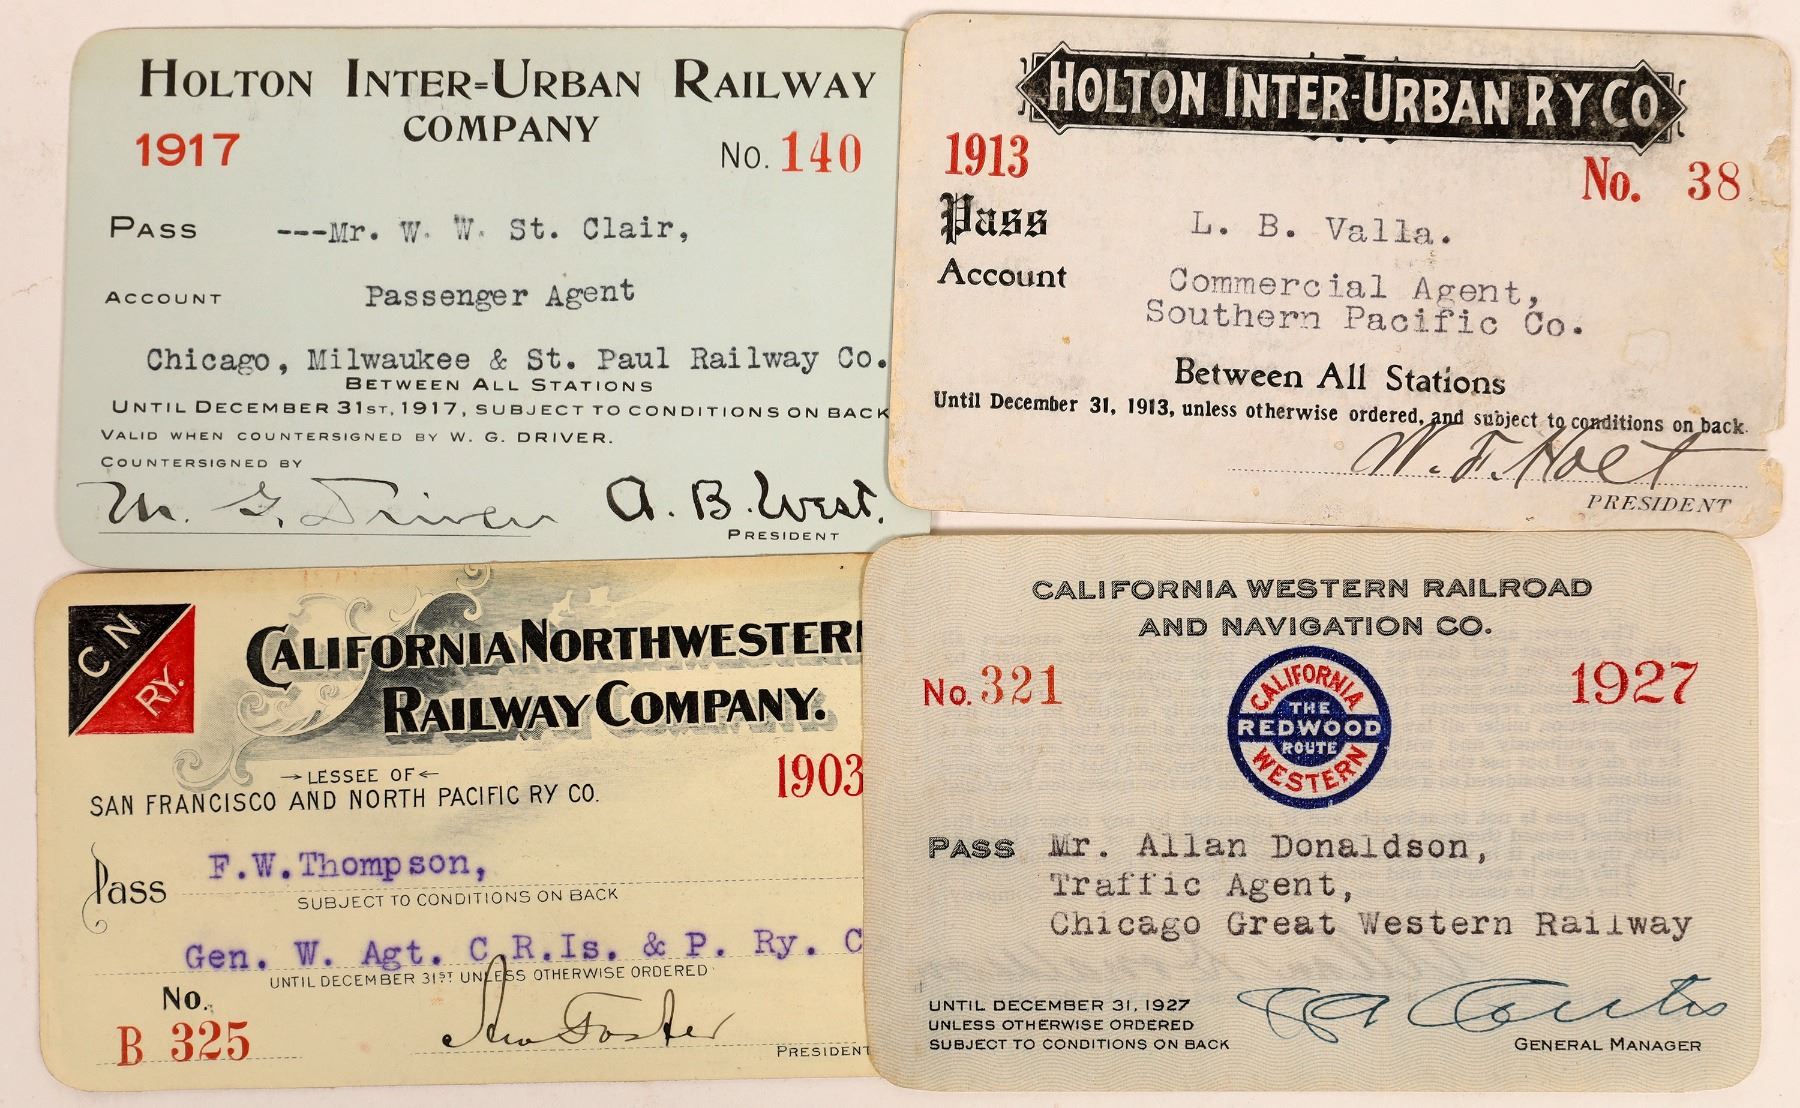 HOLTON INTER=URBAN RAILWAY
COMPANY
1917
No. 140
PASS ---Mr. W. W. St. Clair,
ACCOUNT Passenger Agent
Chicago, Milwaukee & St. Paul Railway Co.
BETWEEN ALL STATIONS
UNTIL DECEMBER 31ST, 1917, SUBJECT TO CONDITIONS ON BACK
VALID WHEN COUNTERSIGNED BY W. G. DRIVER.
COUNTERSIGNED BY
W. G. Driver
A. B. West.
PRESIDENT
HOLTON INTER-URBAN RY. CO
1913
No. 38
Pass L. B. Valla.
Account Commercial Agent,
Southern Pacific Co.
Between All Stations
Until December 31, 1913, unless otherwise ordered, and subject to conditions on back.
W. F. Holt
PRESIDENT
CN
RY.
CALIFORNIA NORTHWESTERN
RAILWAY COMPANY.
1903
→LESSEE OF←
SAN FRANCISCO AND NORTH PACIFIC RY CO.
Pass F.W.Thompson,
SUBJECT TO CONDITIONS ON BACK
Gen. W. Agt. C.R.Is. & P. Ry. C
UNTIL DECEMBER 31ST UNLESS OTHERWISE ORDERED
No.
B 325
Foster
PRESIDENT
CALIFORNIA WESTERN RAILROAD
AND NAVIGATION CO.
No. 321
1927
CALIFORNIA
THE
REDWOOD
ROUTE
WESTERN
PASS Mr. Allan Donaldson,
Traffic Agent,
Chicago Great Western Railway
UNTIL DECEMBER 31, 1927
UNLESS OTHERWISE ORDERED
SUBJECT TO CONDITIONS ON BACK
GENERAL MANAGER